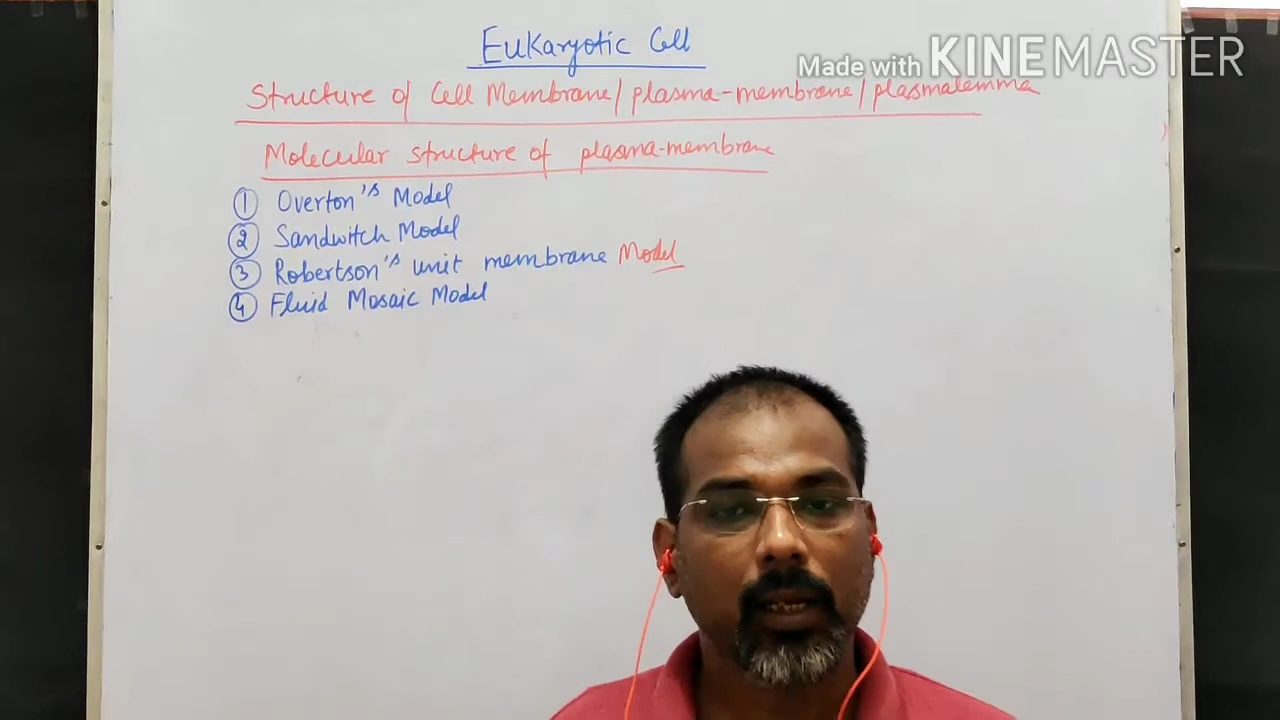 Eukaryotic Cell
Made with KINEMASTER
Structure of Cell Membrane/plasma-membrane/plasmalemma
Molecular structure of plasma-membrane
① Overton's Model
② Sandwitch Model
③ Robertson's unit membrane Model
④ Fluid Mosaic Model